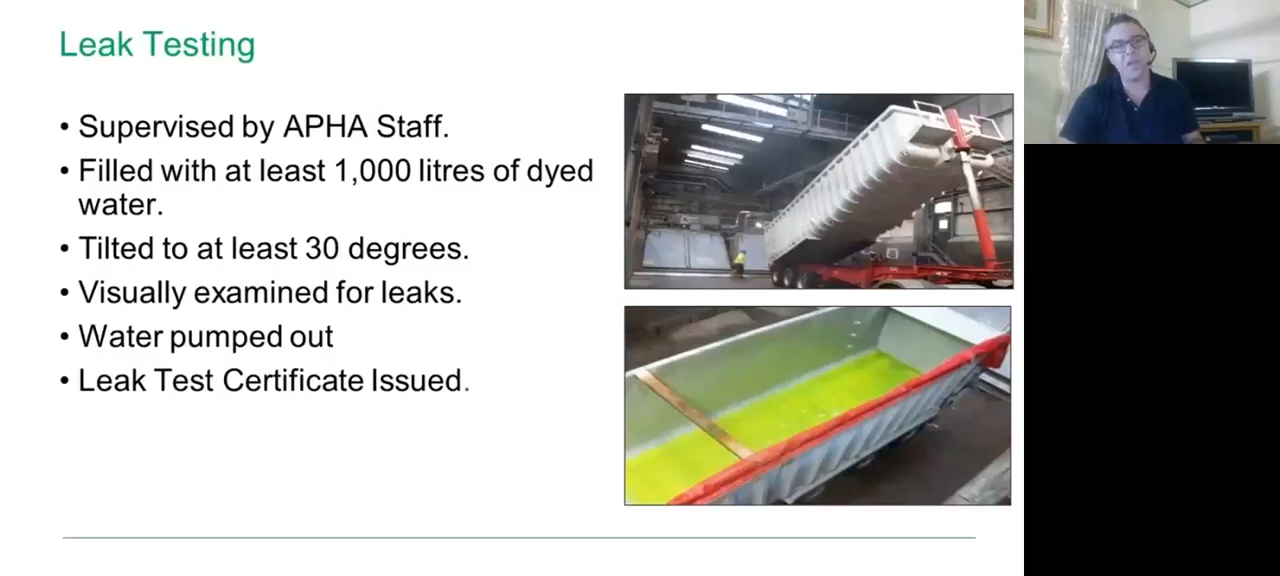 Leak Testing
• Supervised by APHA Staff.
• Filled with at least 1,000 litres of dyed
water.
• Tilted to at least 30 degrees.
• Visually examined for leaks.
• Water pumped out
• Leak Test Certificate Issued.